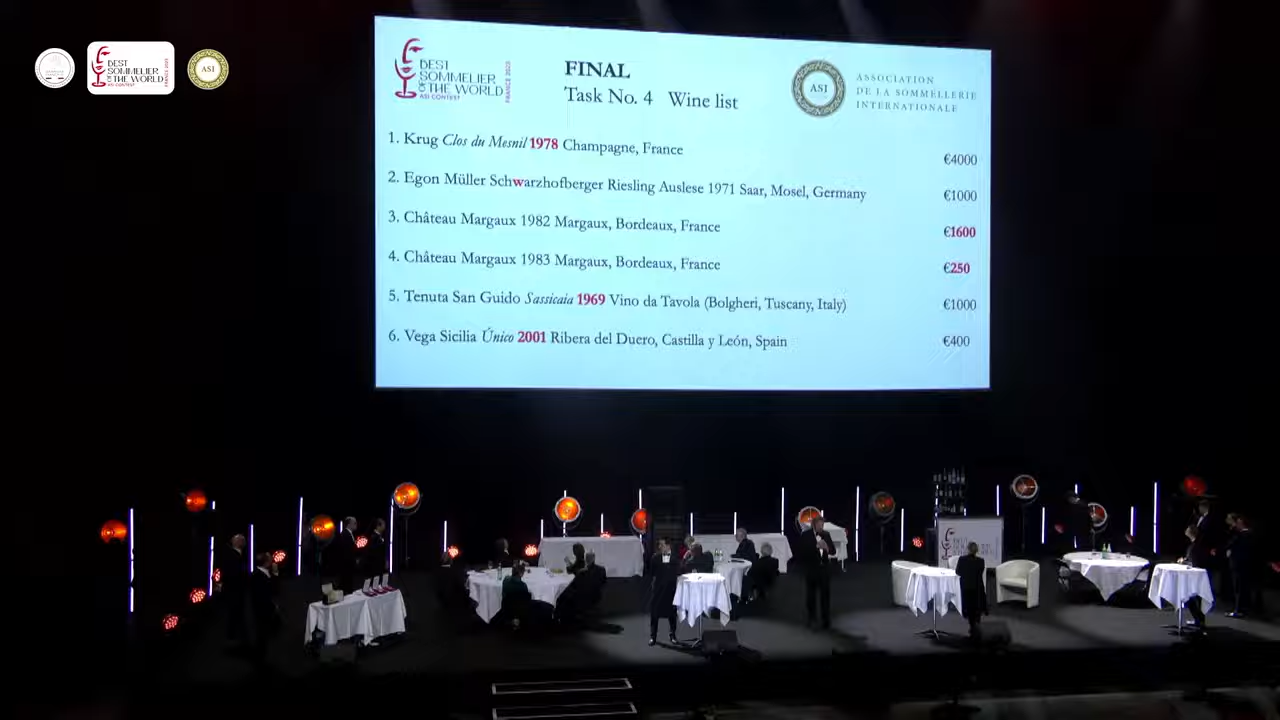 BEST
SOMMELIER
OF THE WORLD
ASI CONTEST
FRANCE 2023
ASI
BEST
SOMMELIER
OF THE WORLD
ASI CONTEST
FRANCE 2023
FINAL
Task No. 4 Wine list
ASI
ASSOCIATION
DE LA SOMMELLERIE
INTERNATIONALE
1. Krug Clos du Mesnil 1978 Champagne, France €4000
2. Egon Müller Schwarzhofberger Riesling Auslese 1971 Saar, Mosel, Germany €1000
3. Château Margaux 1982 Margaux, Bordeaux, France €1600
4. Château Margaux 1983 Margaux, Bordeaux, France €250
5. Tenuta San Guido Sassicaia 1969 Vino da Tavola (Bolgheri, Tuscany, Italy) €1000
6. Vega Sicilia Único 2001 Ribera del Duero, Castilla y León, Spain €400